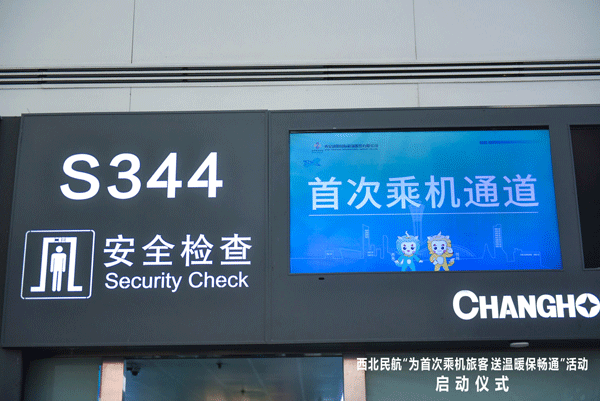 S344
安全检查
Security Check
首次乘机通道
CHANGHO
西北民航“为首次乘机旅客送温暖保畅通”活动
启动仪式